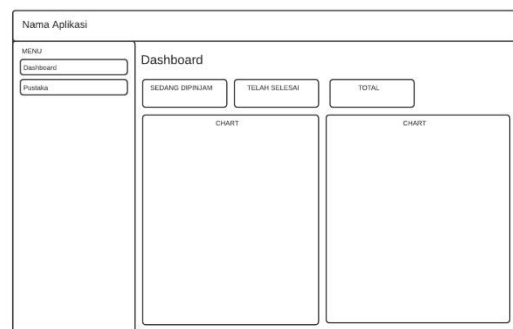 Nama Aplikasi
MENU
Dashboard
Pustaka
Dashboard
SEDANG DIPINJAM
TELAH SELESAI
TOTAL
CHART
CHART